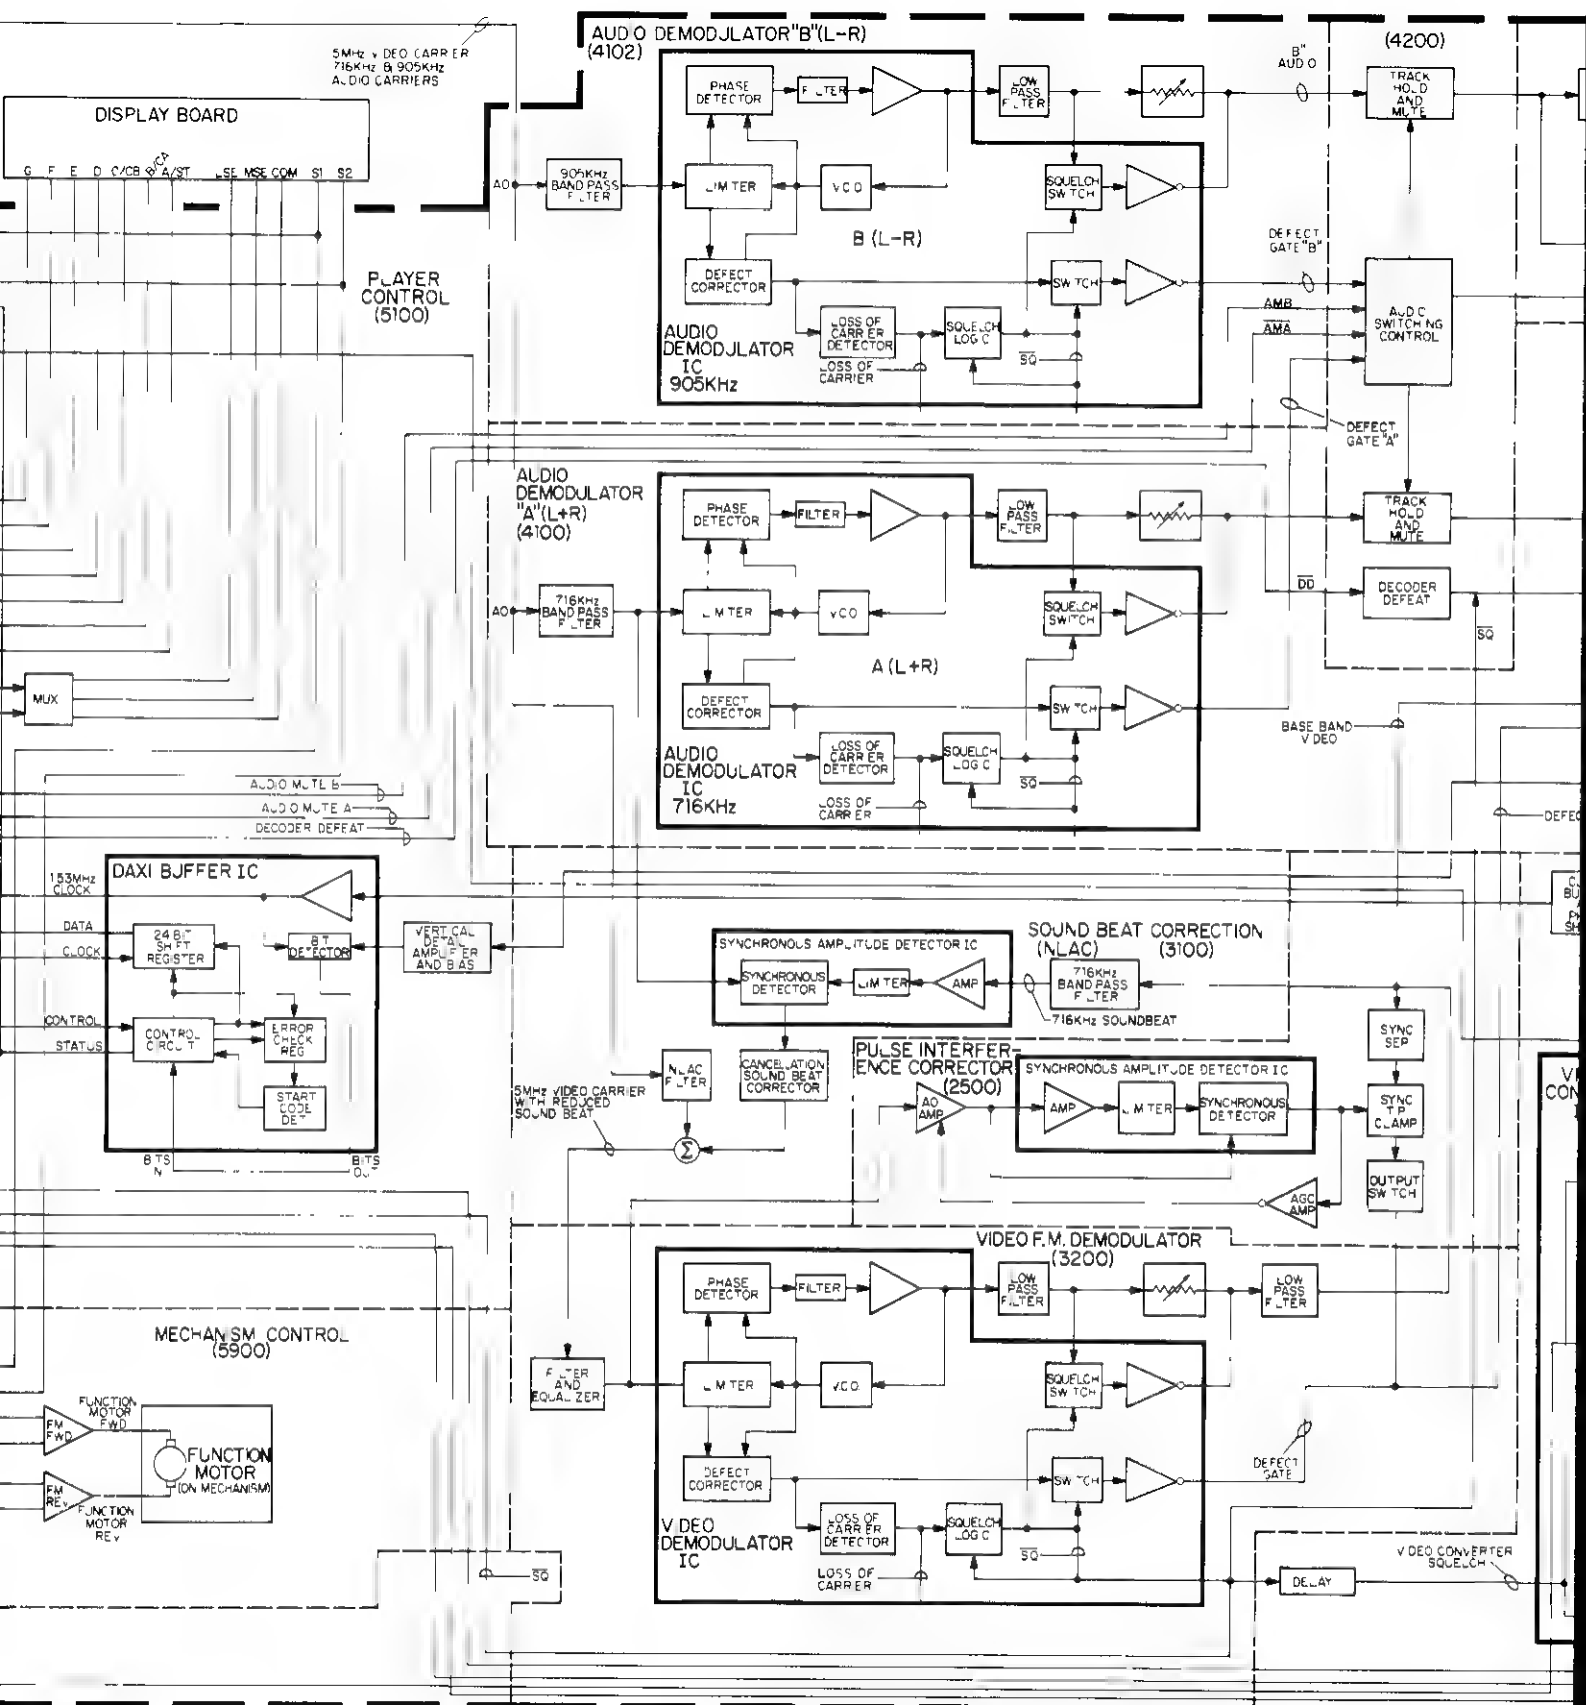 5MHz VIDEO CARRIER
716KHz & 905KHz
AUDIO CARRIERS
DISPLAY BOARD
G F E D C/CB B/CA A/ST LSE MSE COM S1 S2
PLAYER
CONTROL
(5100)
AUDIO DEMODULATOR "B" (L-R)
(4102)
PHASE
DETECTOR
FILTER
LOW
PASS
FILTER
"B"
AUDIO
(4200)
TRACK
HOLD
AND
MUTE
AO
905KHz
BAND PASS
FILTER
LIMITER
VCO
SQUELCH
SWITCH
B (L-R)
DEFECT
GATE "B"
DEFECT
CORRECTOR
SWITCH
AUDIO
DEMODULATOR
IC
905KHz
LOSS OF
CARRIER
DETECTOR
SQUELCH
LOGIC
SQ
LOSS OF
CARRIER
AMB
AMA
AUDIO
SWITCHING
CONTROL
DEFECT
GATE "A"
AUDIO
DEMODULATOR
"A" (L+R)
(4100)
PHASE
DETECTOR
FILTER
LOW
PASS
FILTER
TRACK
HOLD
AND
MUTE
AO
716KHz
BAND PASS
FILTER
LIMITER
VCO
SQUELCH
SWITCH
DD
DECODER
DEFEAT
SQ
A (L+R)
DEFECT
CORRECTOR
SWITCH
AUDIO
DEMODULATOR
IC
716KHz
LOSS OF
CARRIER
DETECTOR
SQUELCH
LOGIC
SQ
LOSS OF
CARRIER
BASE BAND
VIDEO
MUX
AUDIO MUTE B
AUDIO MUTE A
DECODER DEFEAT
DAXI BUFFER IC
1.53MHz
CLOCK
DATA
CLOCK
24 BIT
SHIFT
REGISTER
BIT
DETECTOR
VERTICAL
DETAIL
AMPLIFIER
AND BIAS
CONTROL
STATUS
CONTROL
CIRCUIT
ERROR
CHECK
REG
START
CODE
DET
BITS
IN
BITS
OUT
SOUND BEAT CORRECTION
(NLAC) (3100)
SYNCHRONOUS AMPLITUDE DETECTOR IC
SYNCHRONOUS
DETECTOR
LIMITER
AMP
716KHz
BAND PASS
FILTER
716KHz SOUNDBEAT
NLAC
FILTER
CANCELLATION
SOUND BEAT
CORRECTOR
5MHz VIDEO CARRIER
WITH REDUCED
SOUND BEAT
Σ
PULSE INTERFER-
ENCE CORRECTOR
(2500)
SYNCHRONOUS AMPLITUDE DETECTOR IC
AO
AMP
AMP
LIMITER
SYNCHRONOUS
DETECTOR
AGC
AMP
SYNC
SEP
SYNC
TIP
CLAMP
OUTPUT
SWITCH
DEFEC
VIDEO F.M. DEMODULATOR
(3200)
PHASE
DETECTOR
FILTER
LOW
PASS
FILTER
LOW
PASS
FILTER
FILTER
AND
EQUALIZER
LIMITER
VCO
SQUELCH
SWITCH
DEFECT
CORRECTOR
SWITCH
DEFECT
GATE
VIDEO
DEMODULATOR
IC
LOSS OF
CARRIER
DETECTOR
SQUELCH
LOGIC
SQ
LOSS OF
CARRIER
DELAY
VIDEO CONVERTER
SQUELCH
MECHANISM CONTROL
(5900)
FUNCTION
MOTOR
FWD
FM
FWD
FM
REV
FUNCTION
MOTOR
REV
FUNCTION
MOTOR
(ON MECHANISM)
SQ